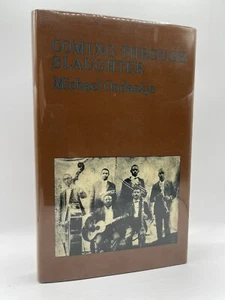 COMING THROUGH
SLAUGHTER
Michael Ondaatje